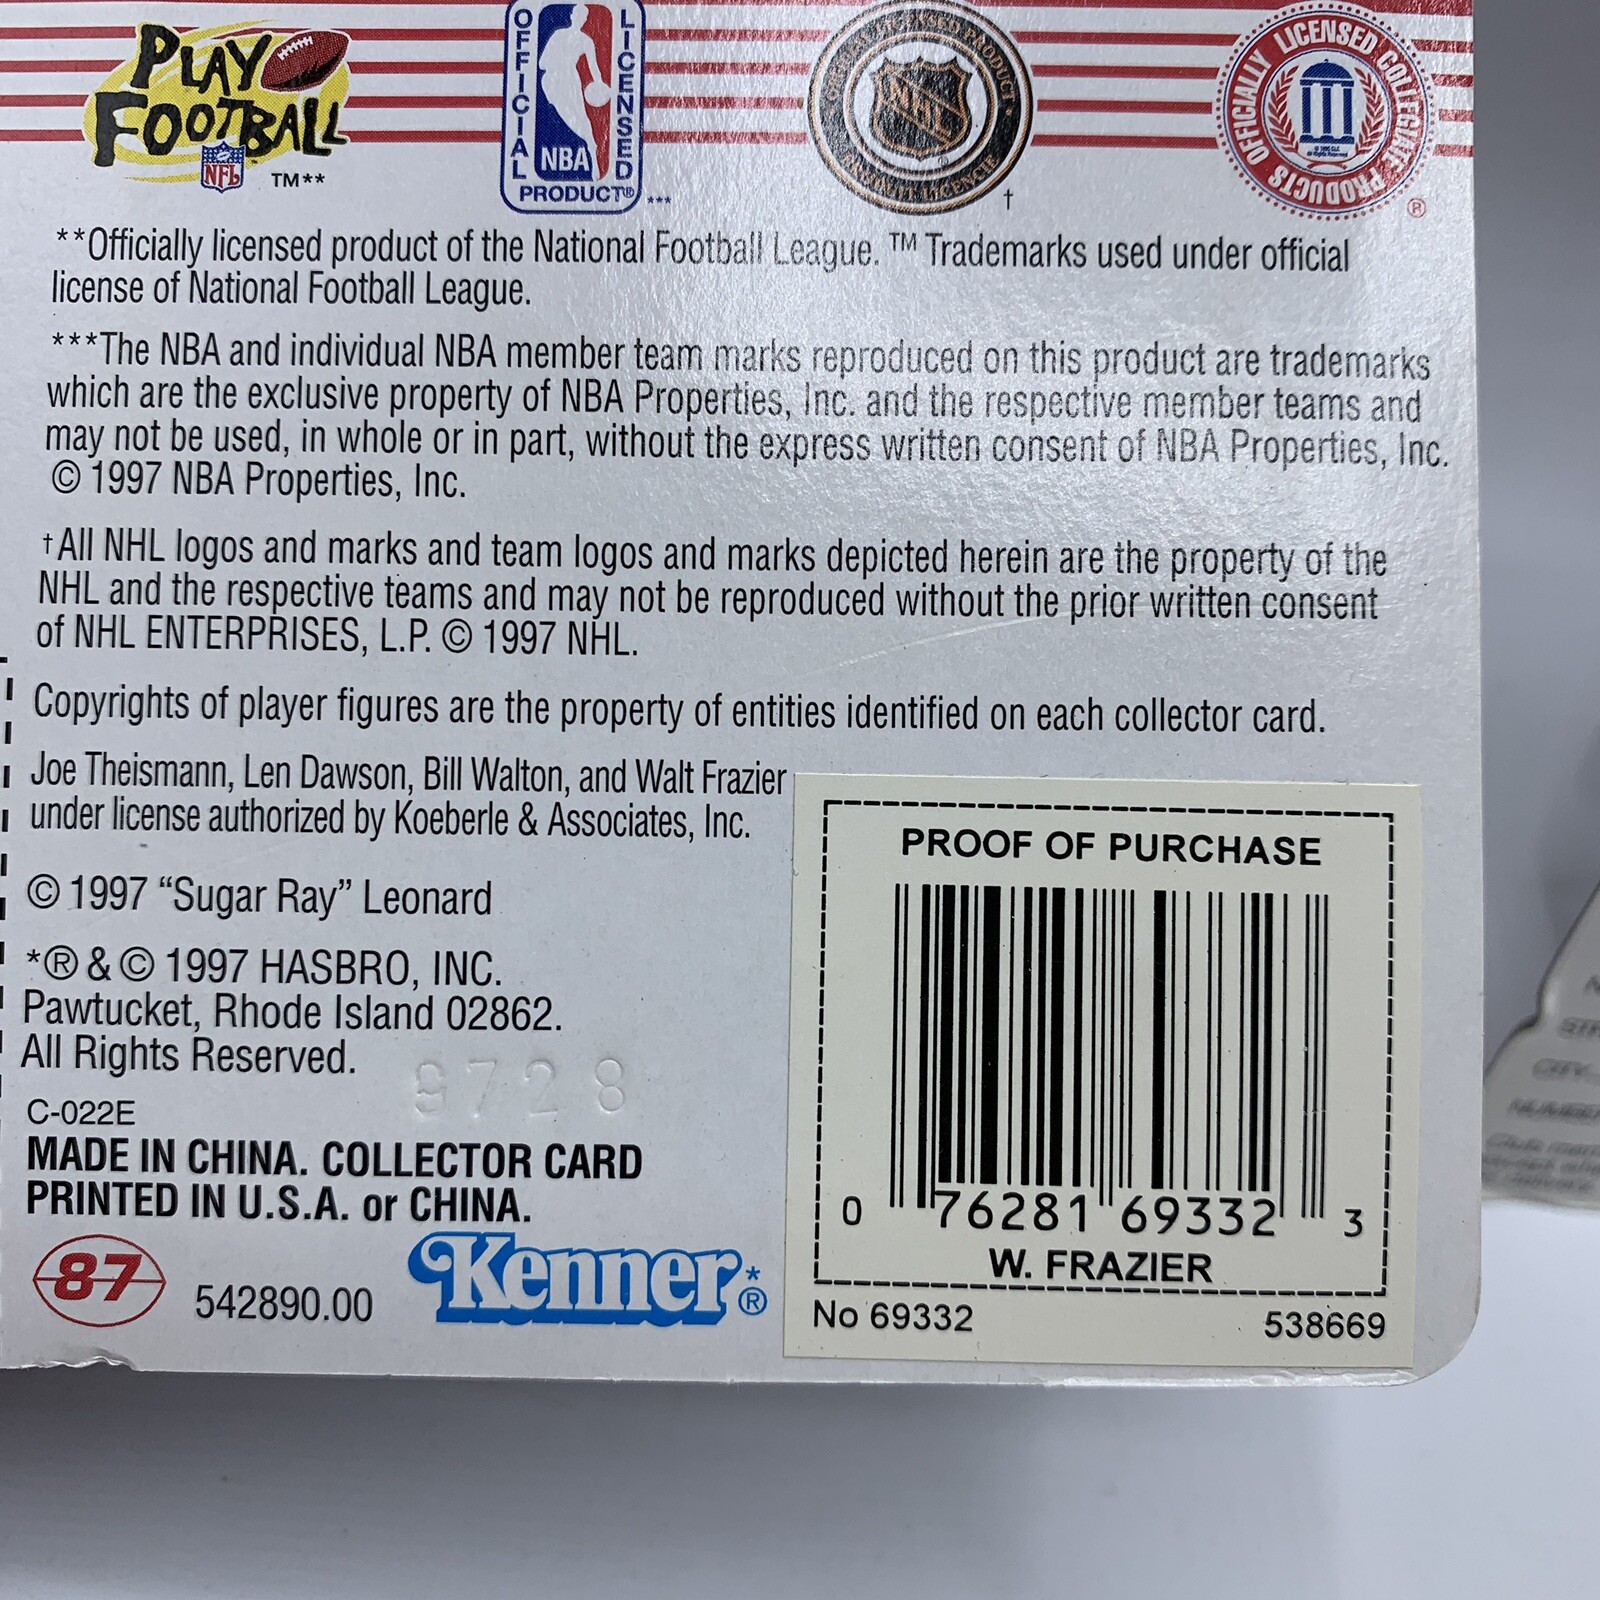 PLAY
FOOTBALL
NFL
TM**
OFFICIAL
LICENSED
NBA
PRODUCT® ***
NHL
†
OFFICIALLY LICENSED COLLEGIATE PRODUCTS
®
**Officially licensed product of the National Football League. ™ Trademarks used under official
license of National Football League.
***The NBA and individual NBA member team marks reproduced on this product are trademarks
which are the exclusive property of NBA Properties, Inc. and the respective member teams and
may not be used, in whole or in part, without the express written consent of NBA Properties, Inc.
© 1997 NBA Properties, Inc.
†All NHL logos and marks and team logos and marks depicted herein are the property of the
NHL and the respective teams and may not be reproduced without the prior written consent
of NHL ENTERPRISES, L.P. © 1997 NHL.
Copyrights of player figures are the property of entities identified on each collector card.
Joe Theismann, Len Dawson, Bill Walton, and Walt Frazier
under license authorized by Koeberle & Associates, Inc.
© 1997 “Sugar Ray” Leonard
*® & © 1997 HASBRO, INC.
Pawtucket, Rhode Island 02862.
All Rights Reserved.
9728
C-022E
MADE IN CHINA. COLLECTOR CARD
PRINTED IN U.S.A. or CHINA.
87
542890.00
Kenner*®
PROOF OF PURCHASE
0 76281 69332 3
W. FRAZIER
No 69332
538669